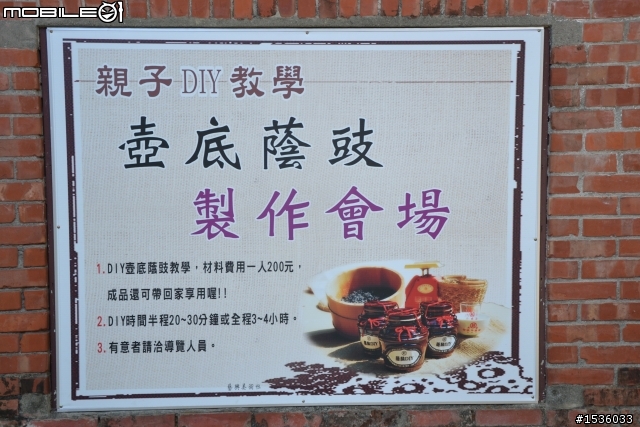 MOBILE01
親子DIY教學
壺底蔭豉
製作會場
1.DIY壺底蔭鼓教學，材料費用一人200元，
成品還可帶回家享用喔!!
2.DIY時間半程20~30分鐘或全程3~4小時。
3.有意者請洽導覽人員。
#1536033